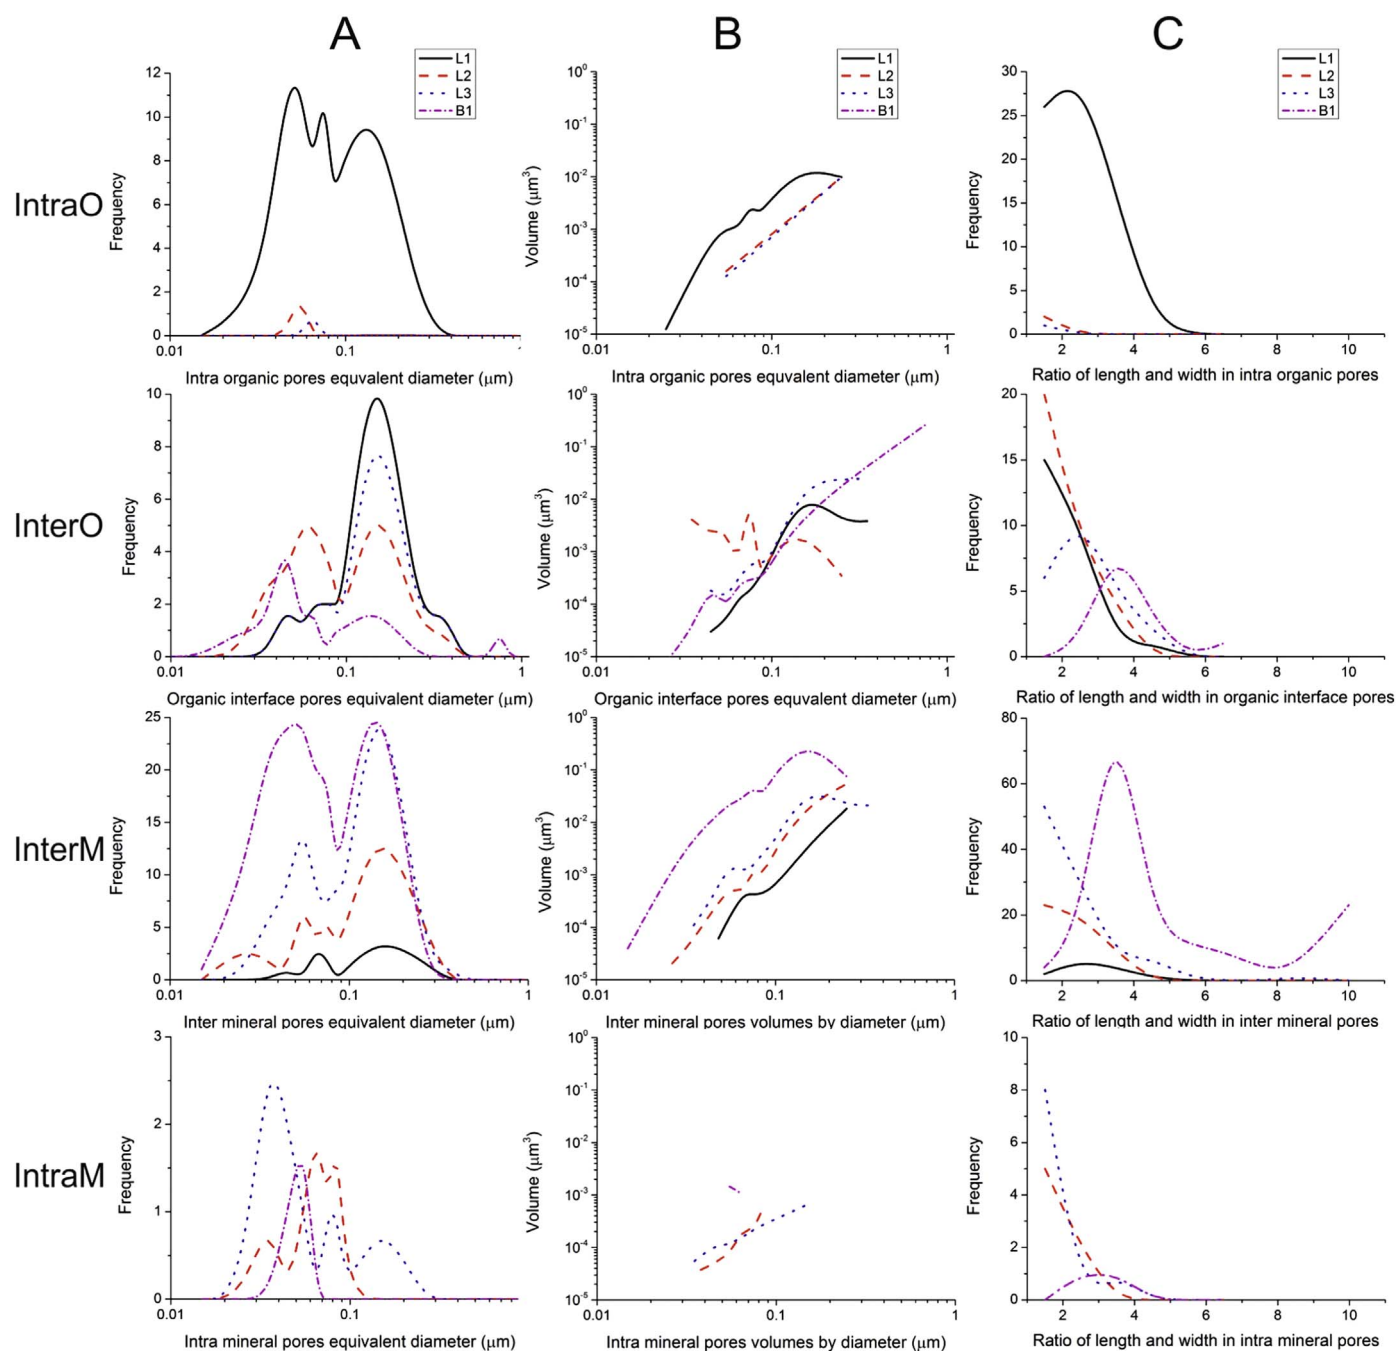 A
B
C
L1
L2
L3
B1
L1
L2
L3
B1
L1
L2
L3
B1
IntraO
Frequency
12
10
8
6
4
2
0
0.01
0.1
Intra organic pores equvalent diameter (μm)
Volume (μm³)
10⁰
10⁻¹
10⁻²
10⁻³
10⁻⁴
10⁻⁵
0.01
0.1
1
Intra organic pores equvalent diameter (μm)
Frequency
30
25
20
15
10
5
0
2
4
6
8
10
Ratio of length and width in intra organic pores
InterO
Frequency
10
8
6
4
2
0
0.01
0.1
1
Organic interface pores equivalent diameter (μm)
Volume (μm³)
10⁰
10⁻¹
10⁻²
10⁻³
10⁻⁴
10⁻⁵
0.01
0.1
1
Organic interface pores equivalent diameter (μm)
Frequency
20
15
10
5
0
2
4
6
8
10
Ratio of length and width in organic interface pores
InterM
Frequency
25
20
15
10
5
0
0.01
0.1
1
Inter mineral pores equivalent diameter (μm)
Volume (μm³)
10⁰
10⁻¹
10⁻²
10⁻³
10⁻⁴
10⁻⁵
0.01
0.1
1
Inter mineral pores volumes by diameter (μm)
Frequency
80
60
40
20
0
2
4
6
8
10
Ratio of length and width in inter mineral pores
IntraM
Frequency
3
2
1
0
0.01
0.1
Intra mineral pores equivalent diameter (μm)
Volume (μm³)
10⁰
10⁻¹
10⁻²
10⁻³
10⁻⁴
10⁻⁵
0.01
0.1
1
Intra mineral pores volumes by diameter (μm)
Frequency
10
8
6
4
2
0
2
4
6
8
10
Ratio of length and width in intra mineral pores